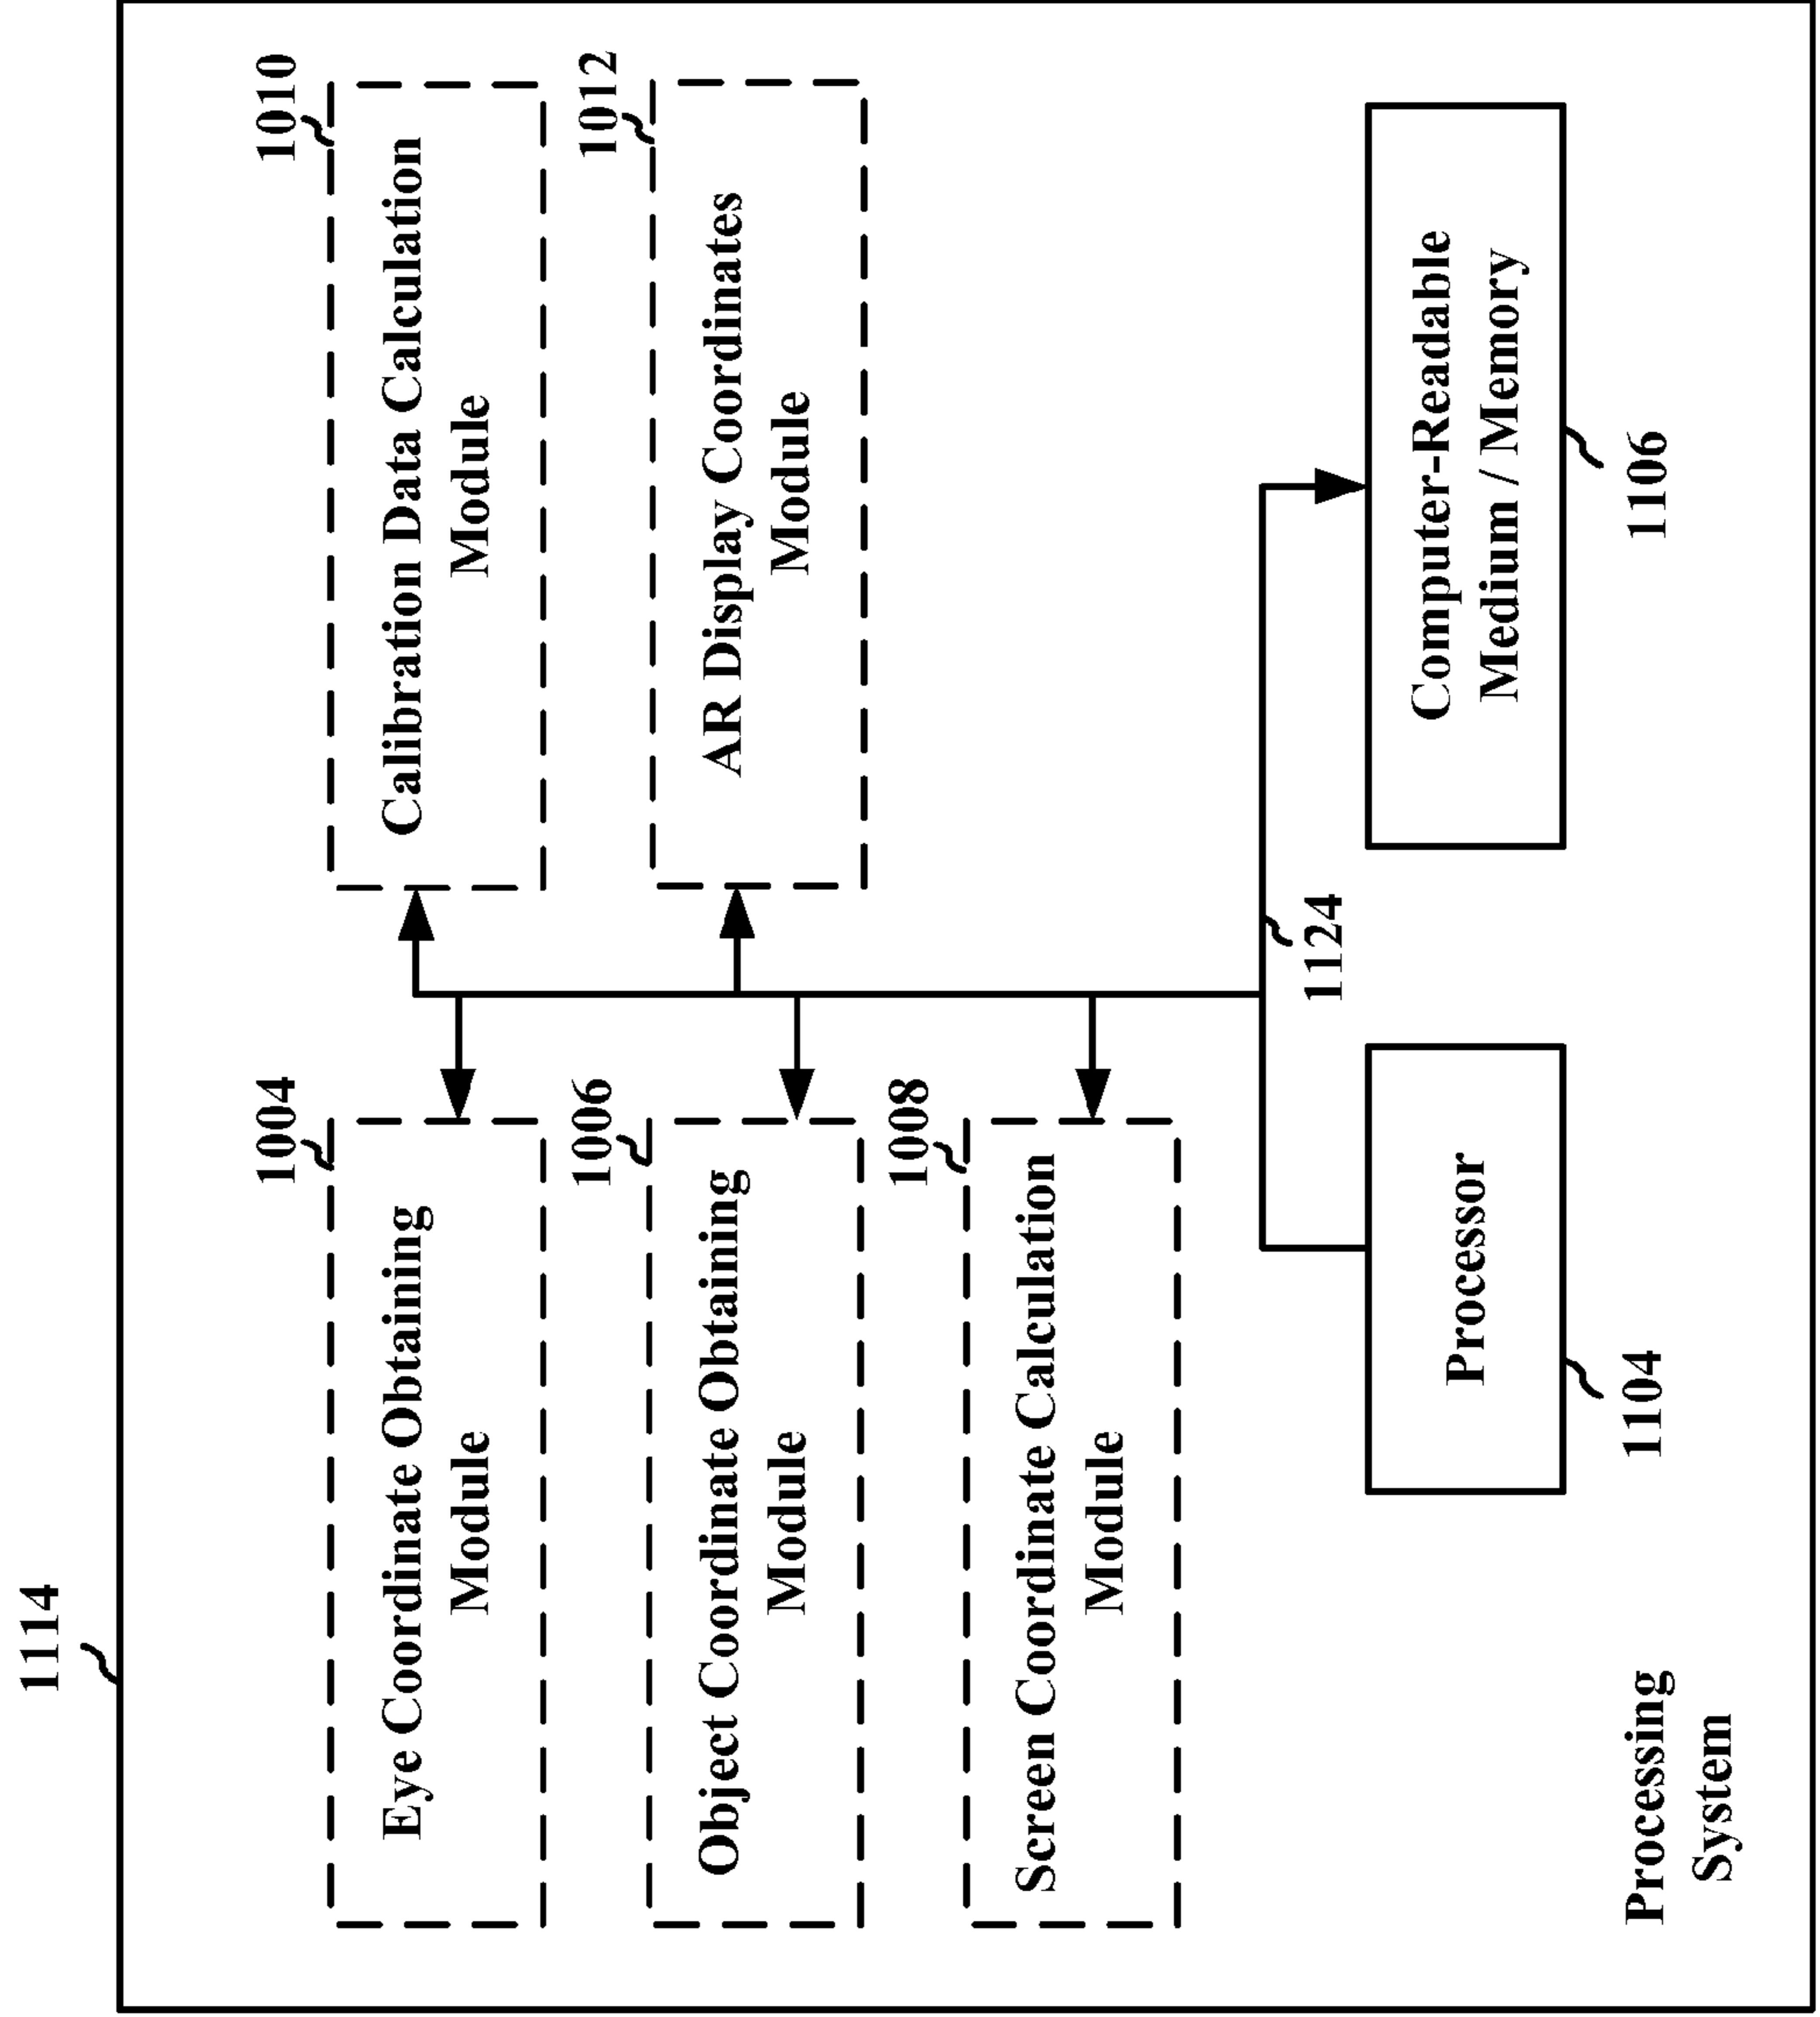 1114
1004
Eye Coordinate Obtaining
Module
1010
Calibration Data Calculation
Module
1006
Object Coordinate Obtaining
Module
1012
AR Display Coordinates
Module
1008
Screen Coordinate Calculation
Module
1124
Processor
1104
Computer-Readable
Medium / Memory
1106
Processing
System